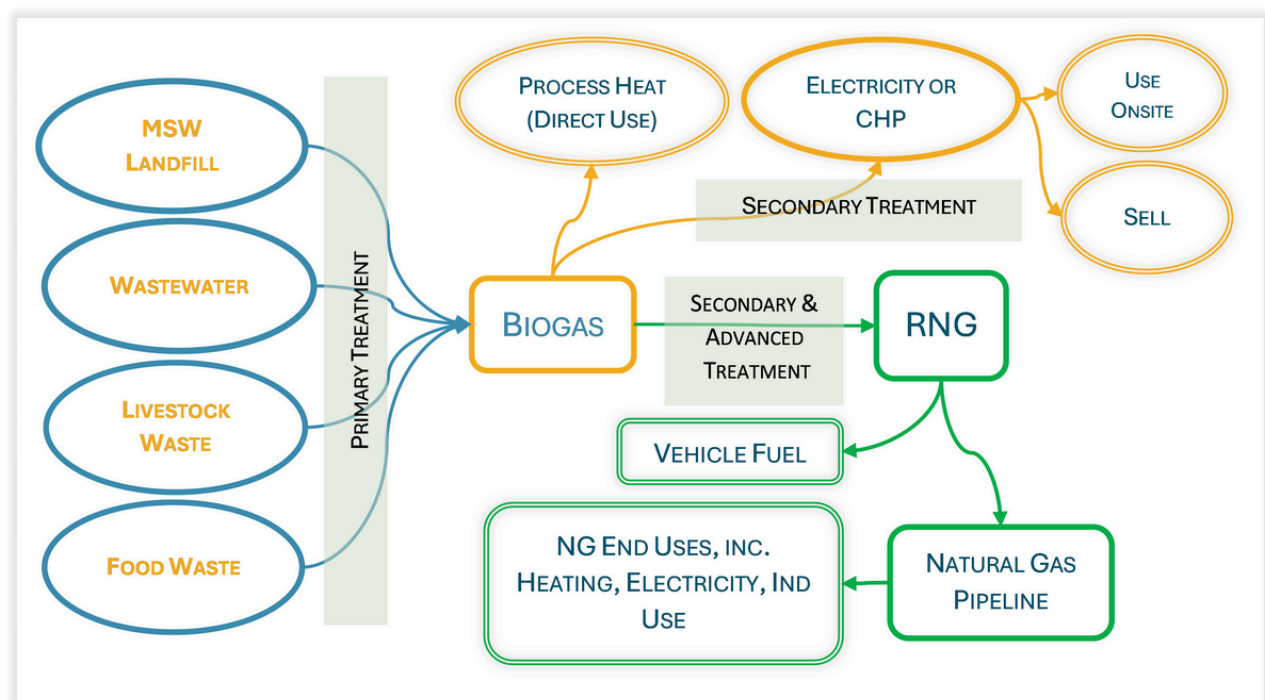 MSW
LANDFILL
WASTEWATER
LIVESTOCK
WASTE
FOOD WASTE
PRIMARY TREATMENT
PROCESS HEAT
(DIRECT USE)
ELECTRICITY OR
CHP
USE
ONSITE
SELL
SECONDARY TREATMENT
BIOGAS
SECONDARY &
ADVANCED
TREATMENT
RNG
VEHICLE FUEL
NG END USES, INC.
HEATING, ELECTRICITY, IND
USE
NATURAL GAS
PIPELINE